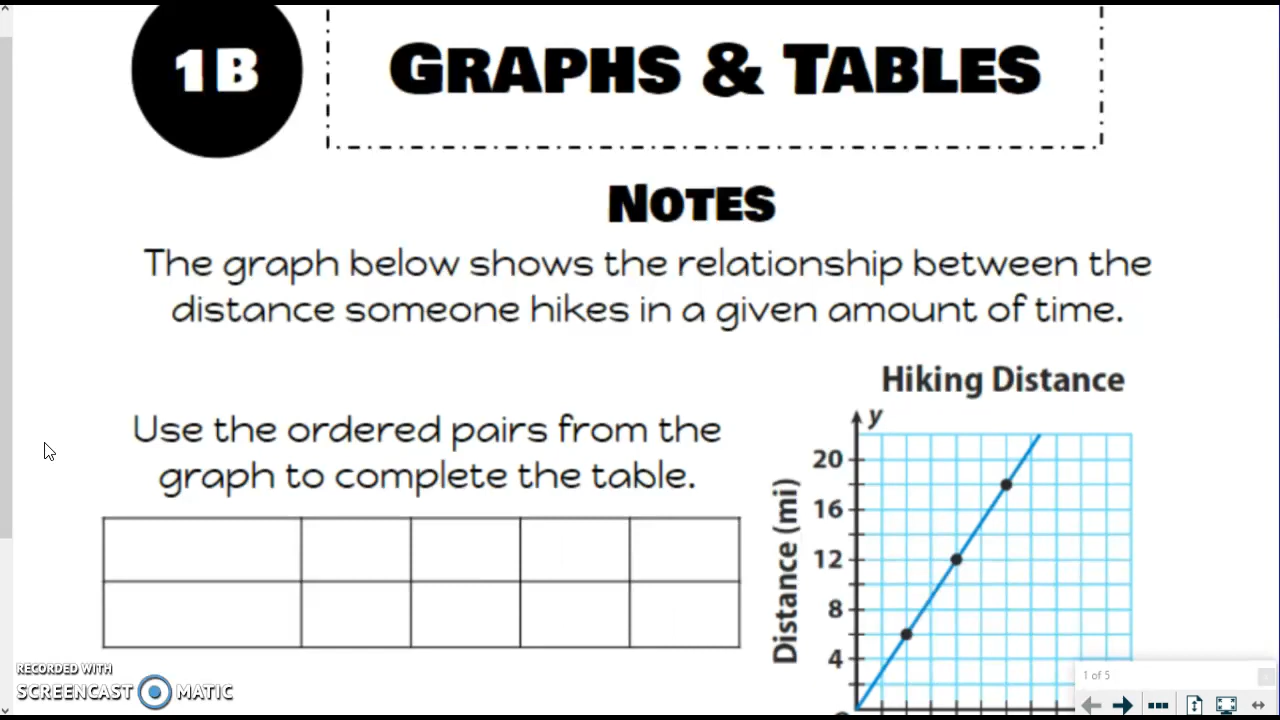 1B
GRAPHS & TABLES
NOTES
The graph below shows the relationship between the
distance someone hikes in a given amount of time.
Use the ordered pairs from the
graph to complete the table.
Hiking Distance
y
20
16
12
8
4
Distance (mi)
RECORDED WITH
SCREENCAST MATIC
1 of 5